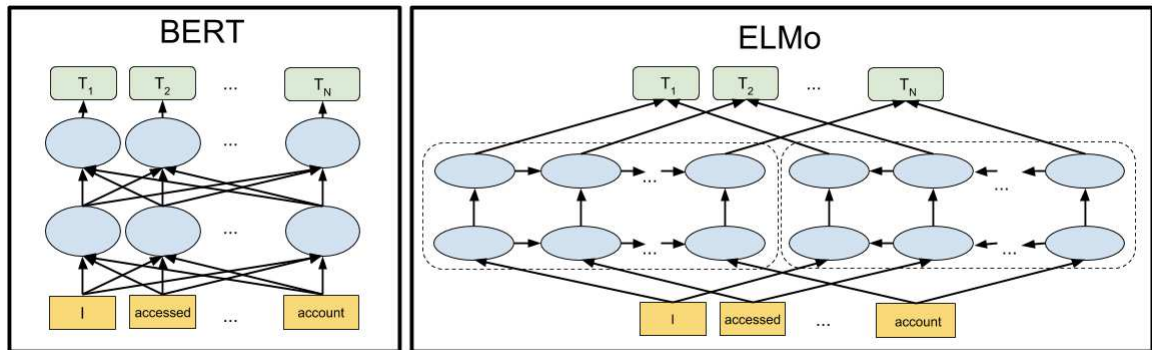 BERT
T1 T2 ... TN
...
...
I accessed ... account
ELMo
T1 T2 ... TN
... ...
... ...
I accessed ... account